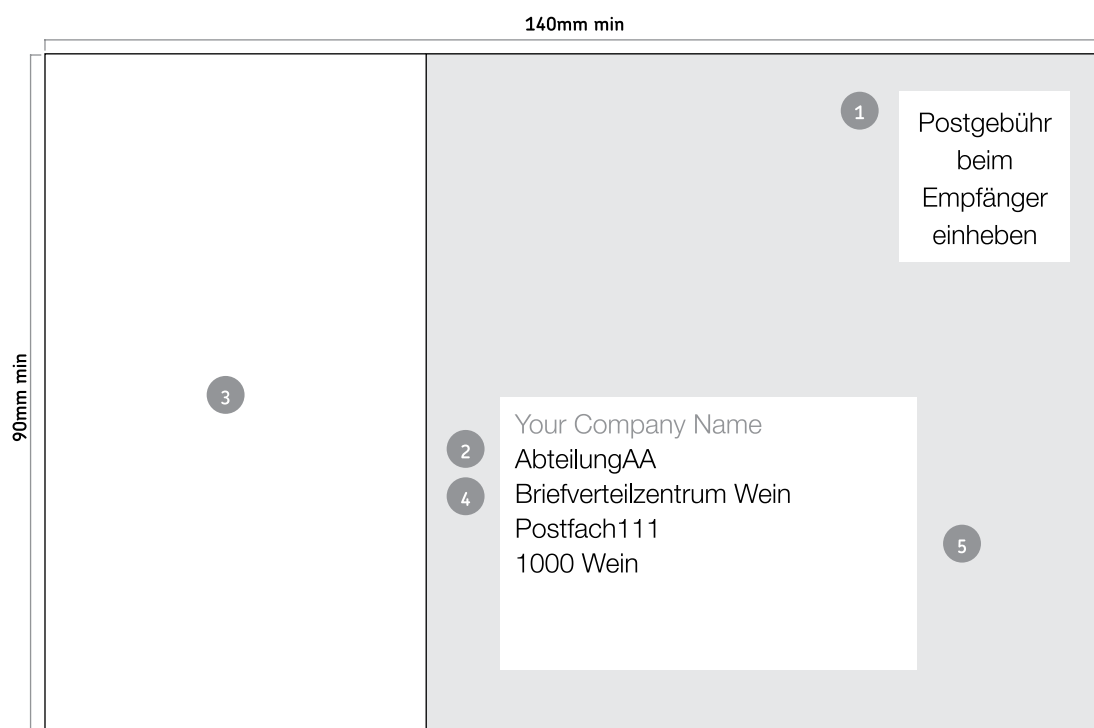 140mm min
1
Postgebühr
beim
Empfänger
einheben
90mm min
3
Your Company Name
2
AbteilungAA
4
Briefverteilzentrum Wein
Postfach111
5
1000 Wein